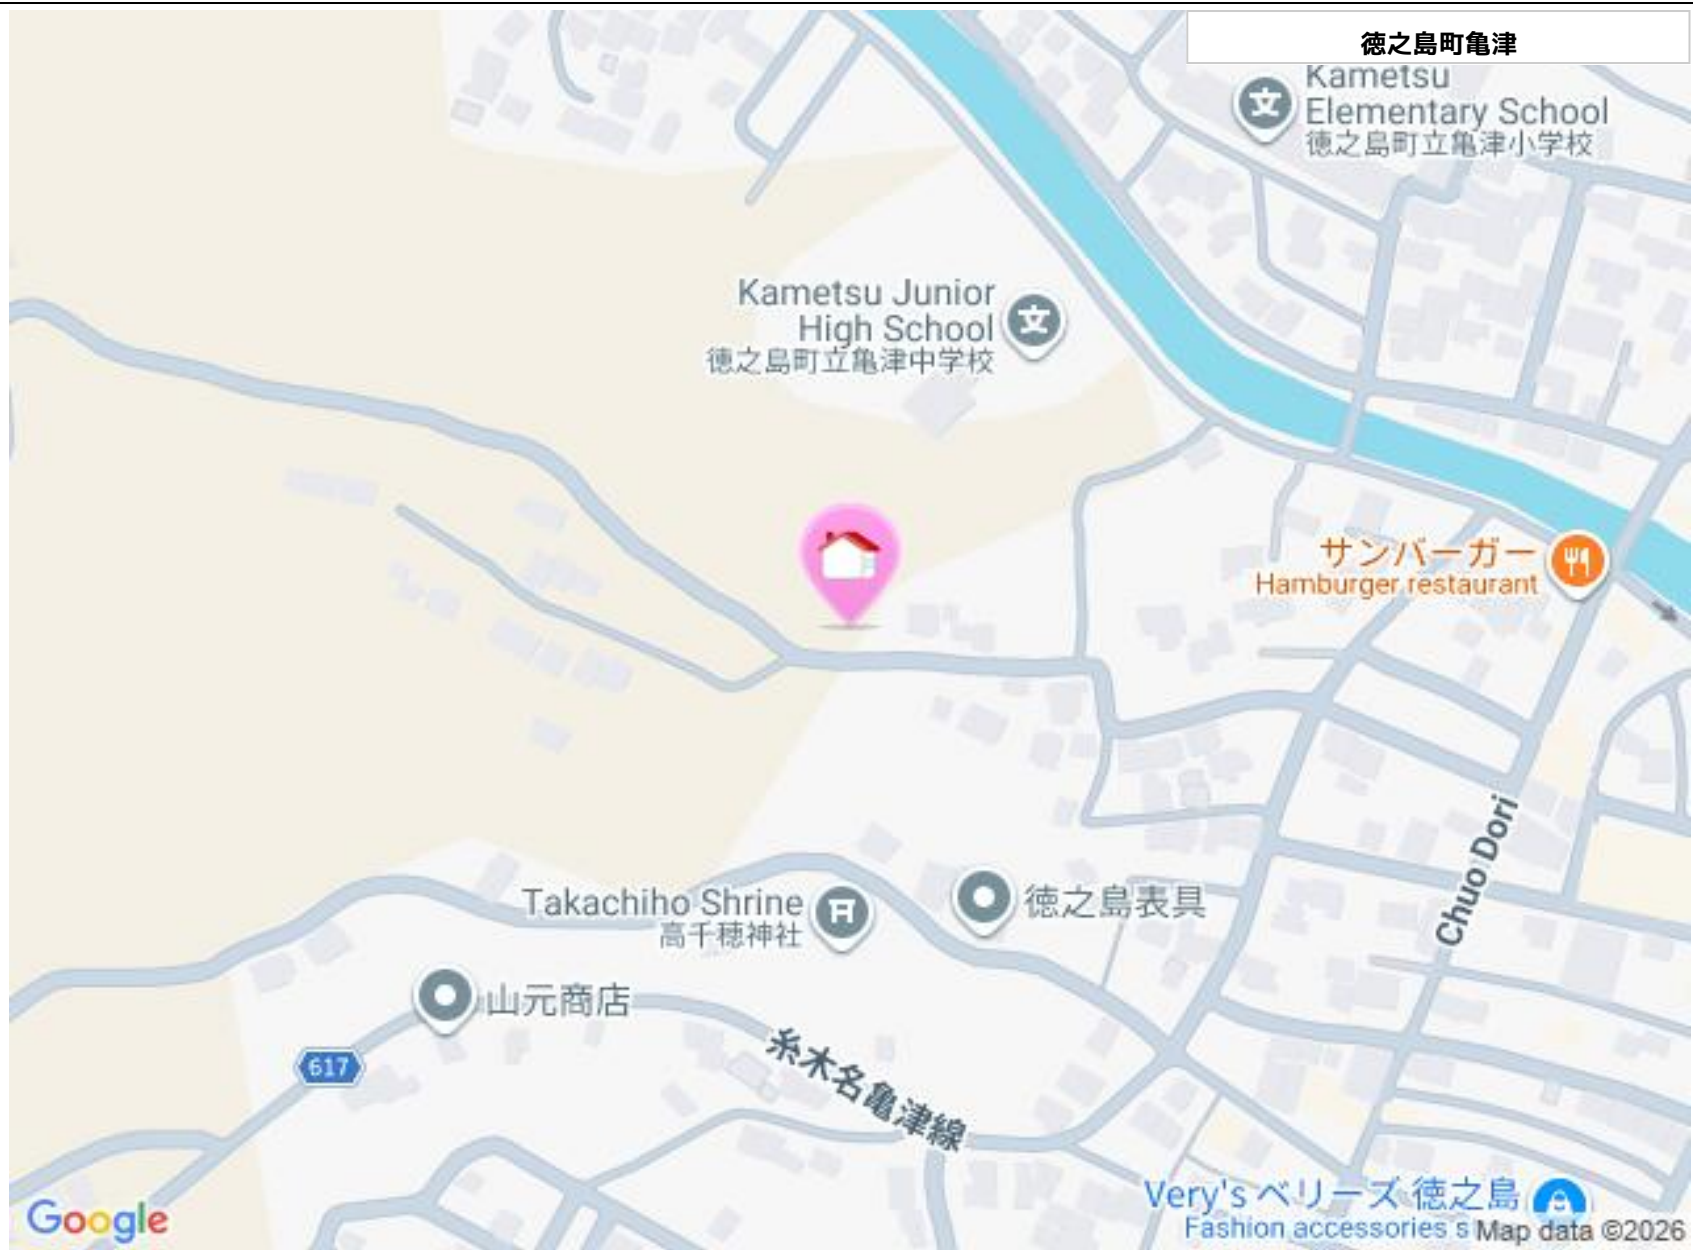 徳之島町亀津
Kametsu
Elementary School
徳之島町立亀津小学校
Kametsu Junior
High School
徳之島町立亀津中学校
サンバーガー
Hamburger restaurant
Chuo Dori
Takachiho Shrine
高千穂神社
徳之島表具
山元商店
617
糸木名亀津線
Very's ベリーズ 徳之島
Fashion accessories s
Google
Map data ©2026